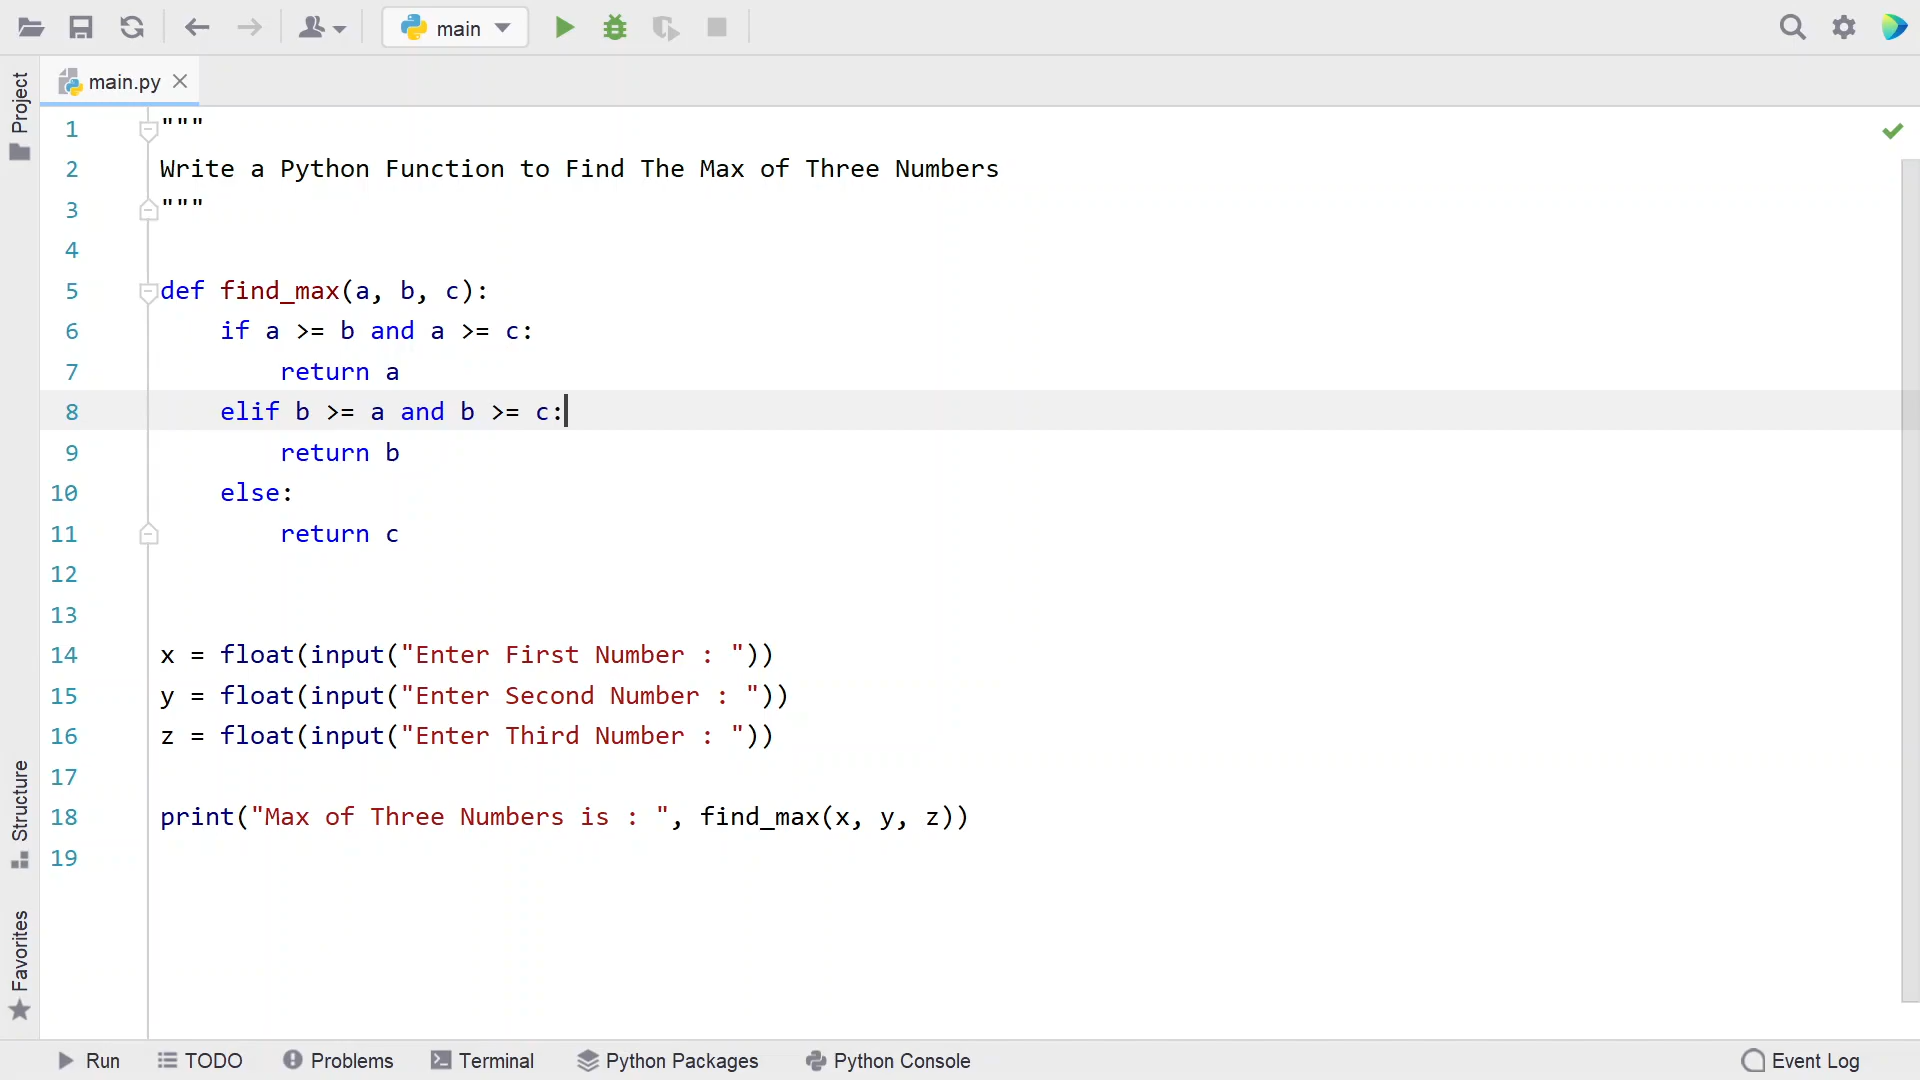 main
main.py
Project
1 """
2 Write a Python Function to Find The Max of Three Numbers
3 """
4
5 def find_max(a, b, c):
6     if a >= b and a >= c:
7         return a
8     elif b >= a and b >= c:
9         return b
10     else:
11         return c
12
13
14 x = float(input("Enter First Number : "))
15 y = float(input("Enter Second Number : "))
16 z = float(input("Enter Third Number : "))
17
18 print("Max of Three Numbers is : ", find_max(x, y, z))
19
Structure
Favorites
Run TODO Problems Terminal Python Packages Python Console Event Log